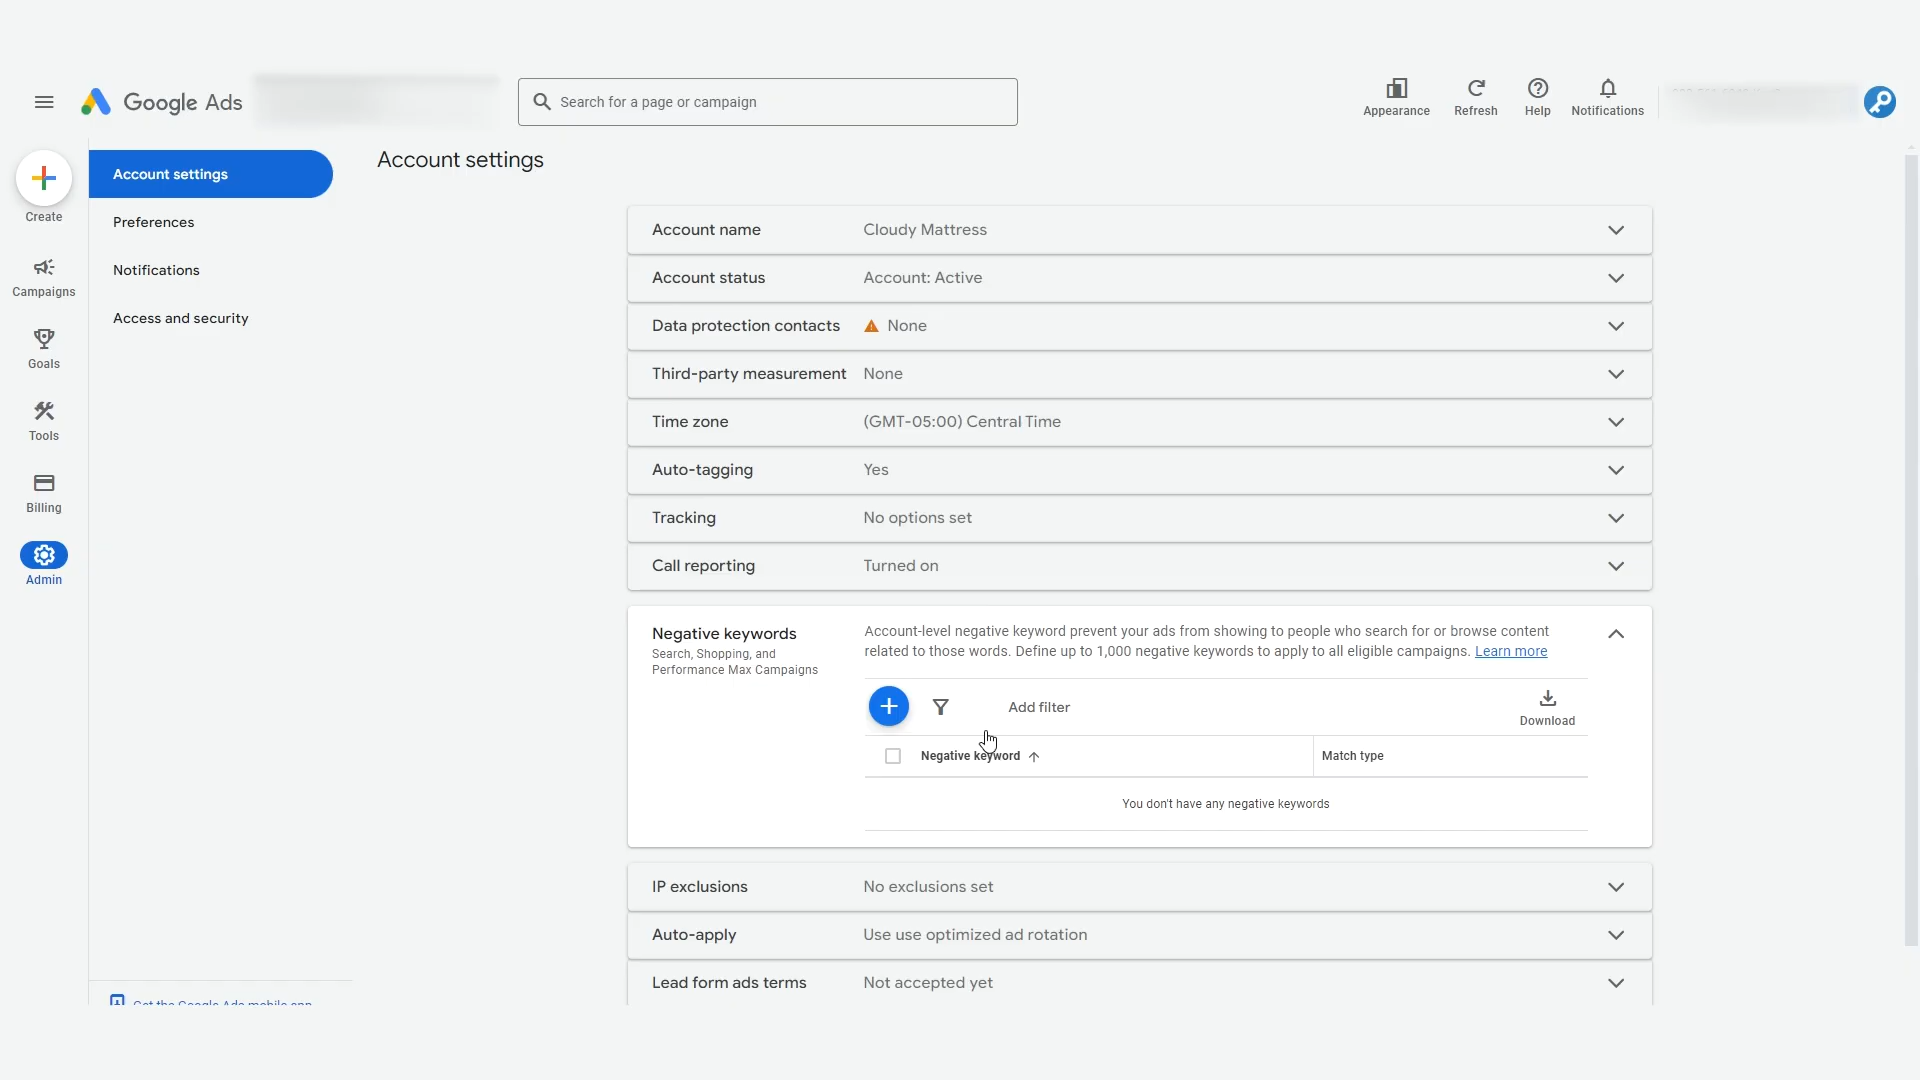 Google Ads
Search for a page or campaign
Appearance
Refresh
Help
Notifications
Create
Campaigns
Goals
Tools
Billing
Admin
Account settings
Preferences
Notifications
Access and security
Get the Google Ads mobile app
Account settings
Account name Cloudy Mattress
Account status Account: Active
Data protection contacts None
Third-party measurement None
Time zone (GMT-05:00) Central Time
Auto-tagging Yes
Tracking No options set
Call reporting Turned on
Negative keywords
Search, Shopping, and
Performance Max Campaigns
Account-level negative keyword prevent your ads from showing to people who search for or browse content
related to those words. Define up to 1,000 negative keywords to apply to all eligible campaigns. Learn more
Add filter
Download
Negative keyword Match type
You don't have any negative keywords
IP exclusions No exclusions set
Auto-apply Use use optimized ad rotation
Lead form ads terms Not accepted yet